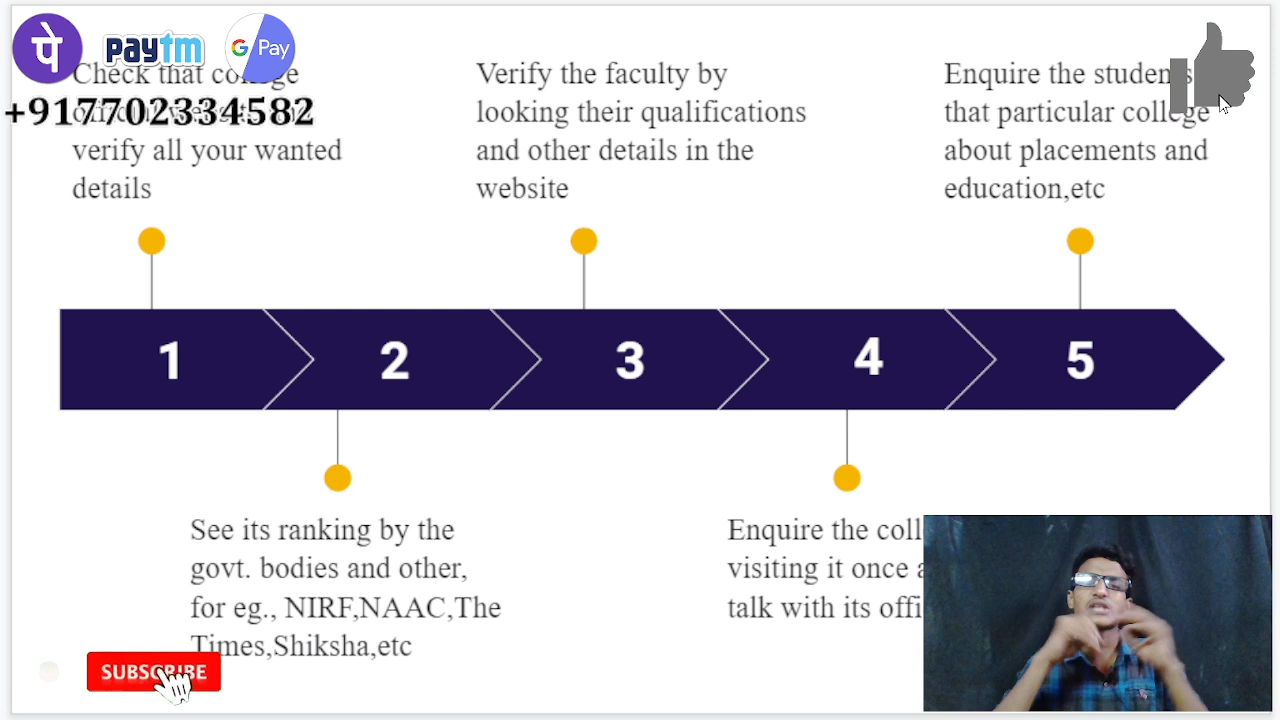 पे
paytm
G Pay
+917702334582
Check that college
verify all your wanted
details
Verify the faculty by
looking their qualifications
and other details in the
website
Enquire the students
that particular college
about placements and
education,etc
1
2
3
4
5
See its ranking by the
govt. bodies and other,
for eg., NIRF,NAAC,The
Times,Shiksha,etc
Enquire the
visiting it once
talk with its
SUBSCRIBE